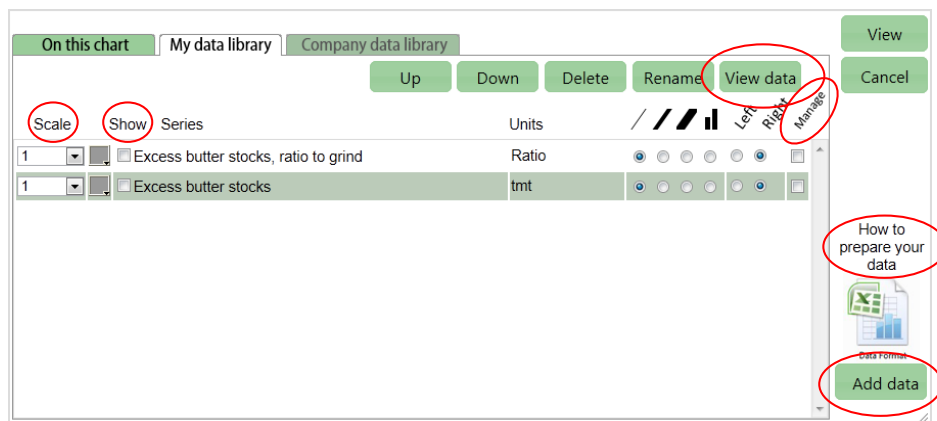 On this chart My data library Company data library View
Up Down Delete Rename View data Cancel
Scale Show Series Units Left Right Manage
1 Excess butter stocks, ratio to grind Ratio
1 Excess butter stocks tmt
How to
prepare your
data
Data Format
Add data